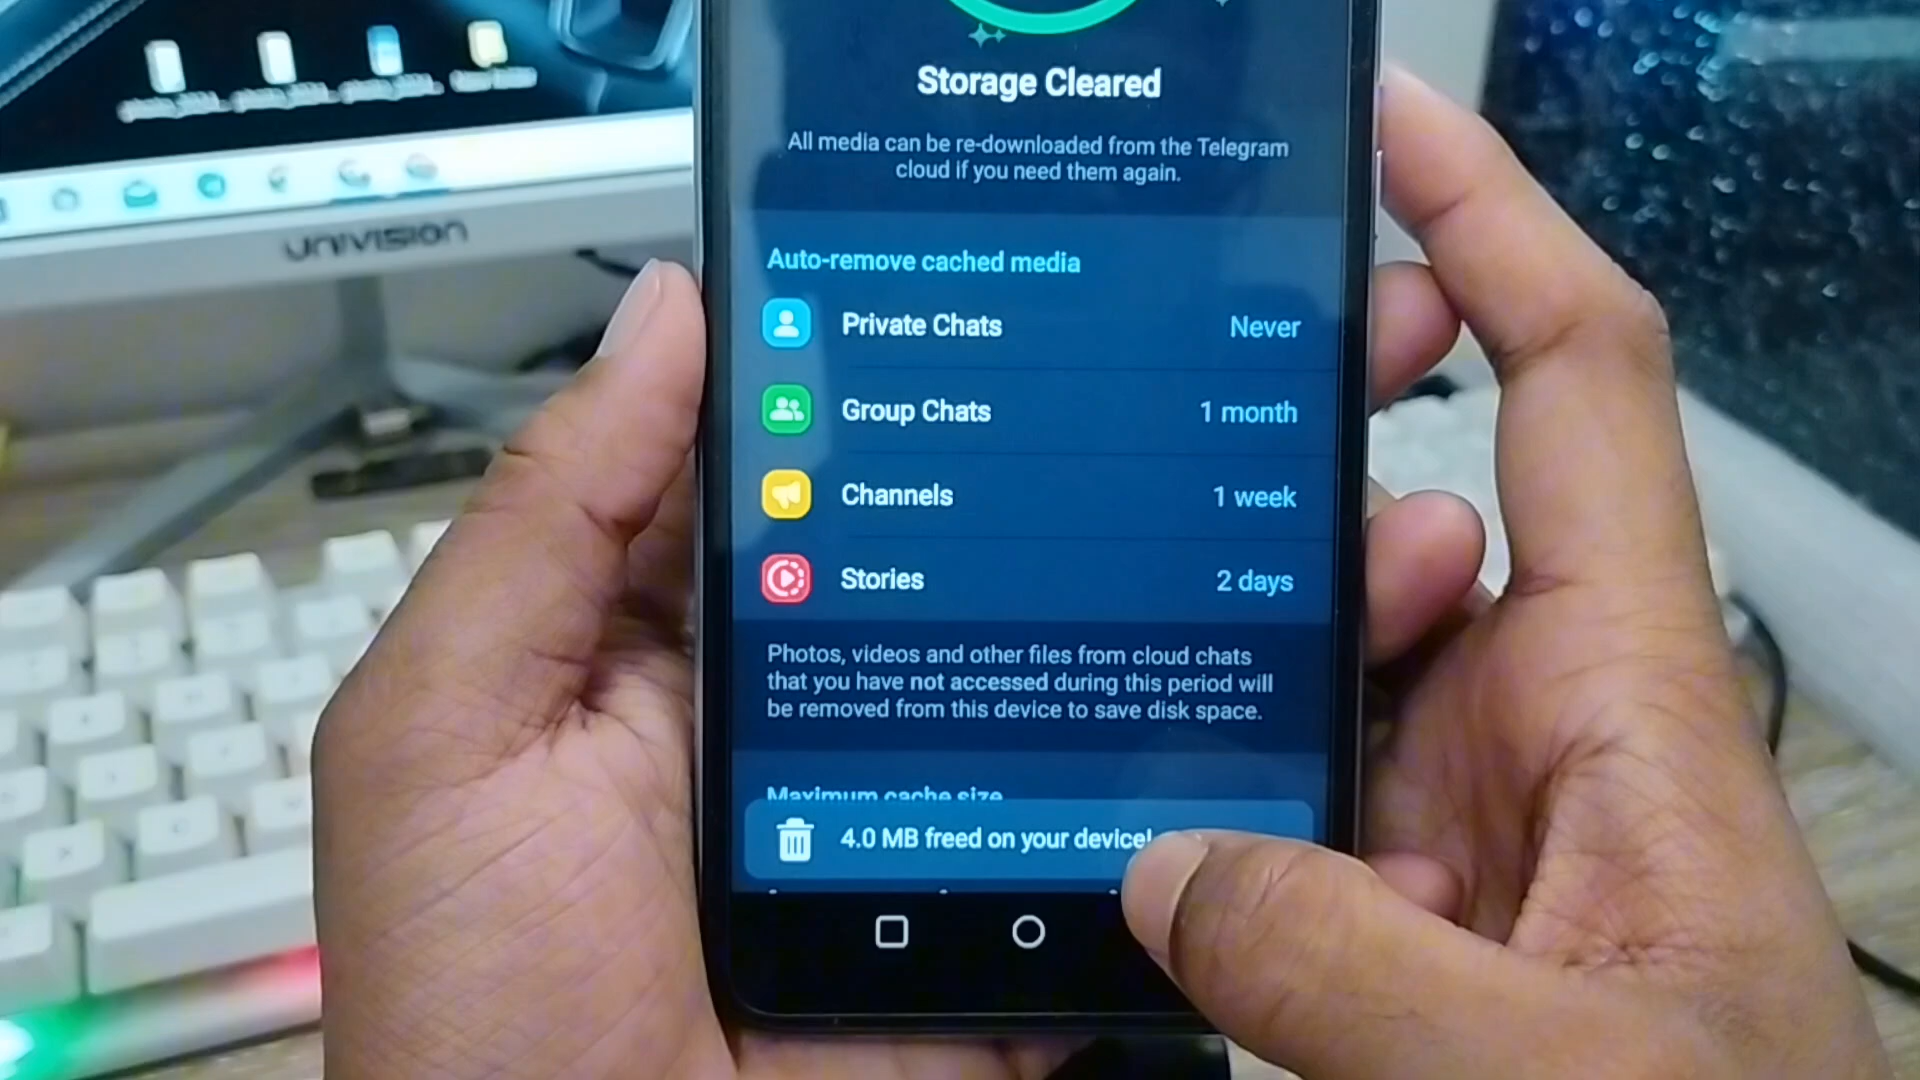 Storage Cleared
All media can be re-downloaded from the Telegram
cloud if you need them again.
UNIVISION
Auto-remove cached media
Private Chats Never
Group Chats 1 month
Channels 1 week
Stories 2 days
Photos, videos and other files from cloud chats
that you have not accessed during this period will
be removed from this device to save disk space.
Maximum cache size
4.0 MB freed on your device!